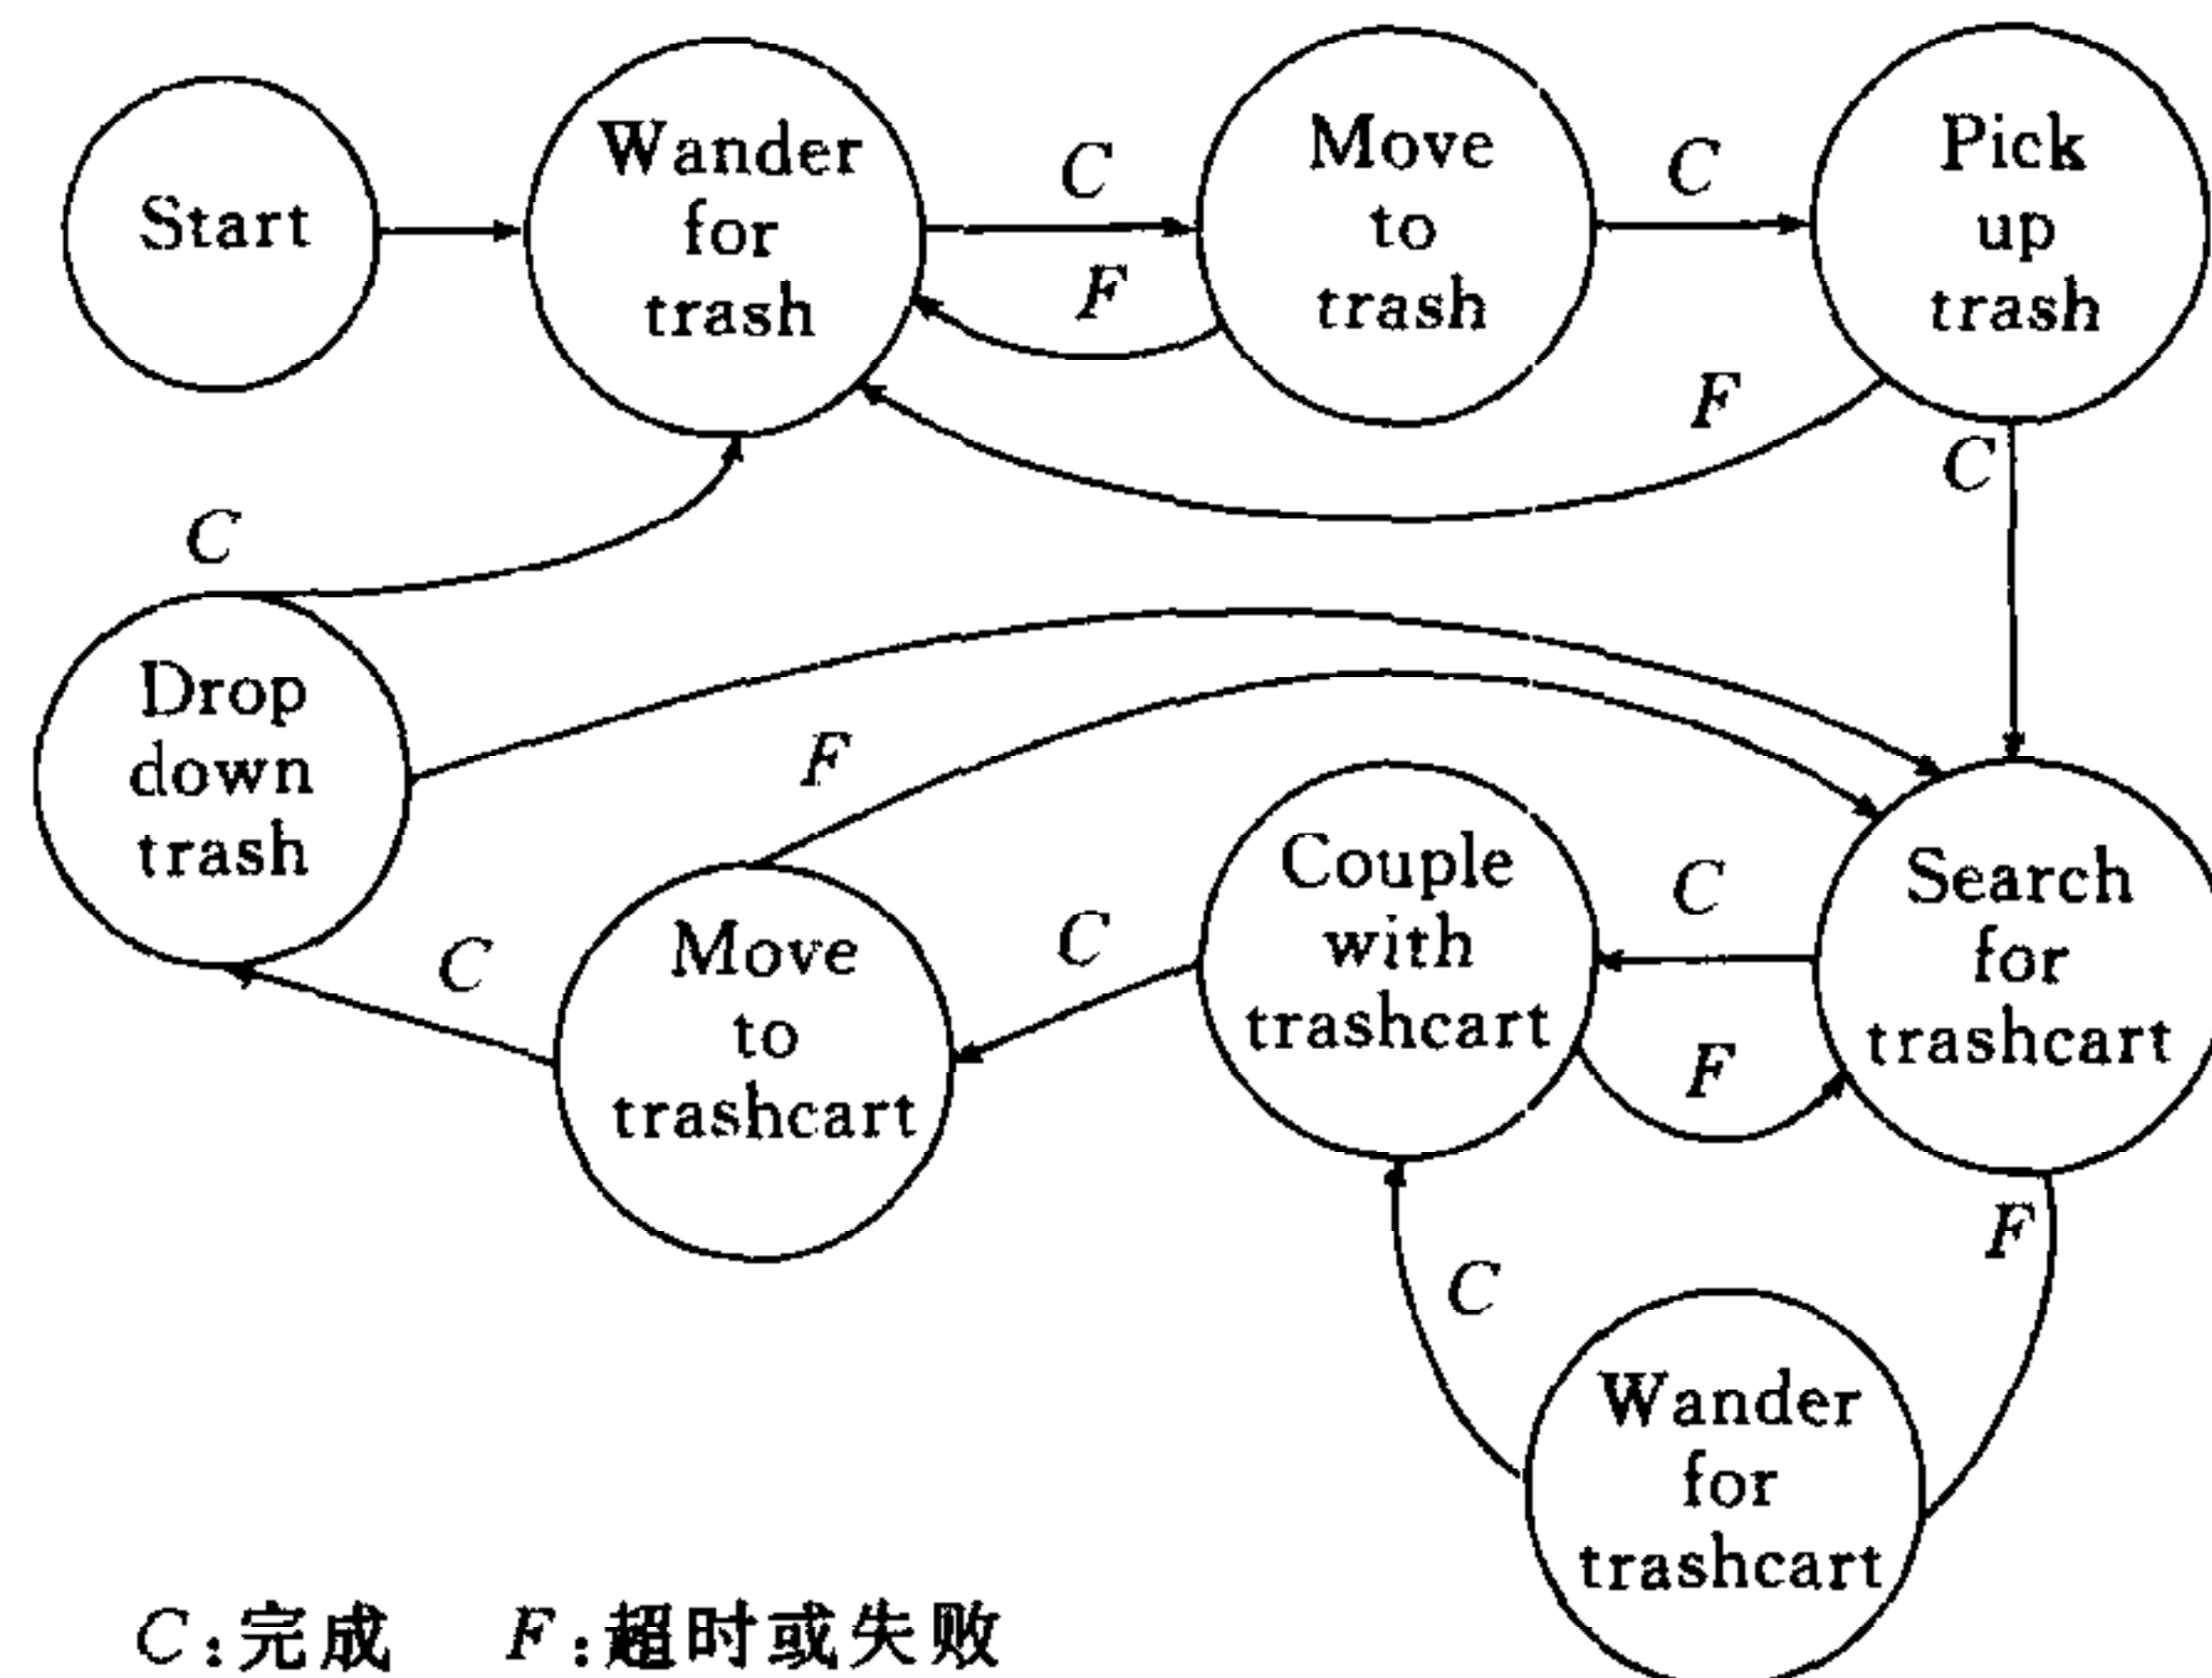 Start
Wander
for
trash
C
F
Move
to
trash
C
Pick
up
trash
F
C
C
Drop
down
trash
F
C
Move
to
trashcart
C
Couple
with
trashcart
C
F
Search
for
trashcart
F
C
Wander
for
trashcart
C:完成 F:超时或失败